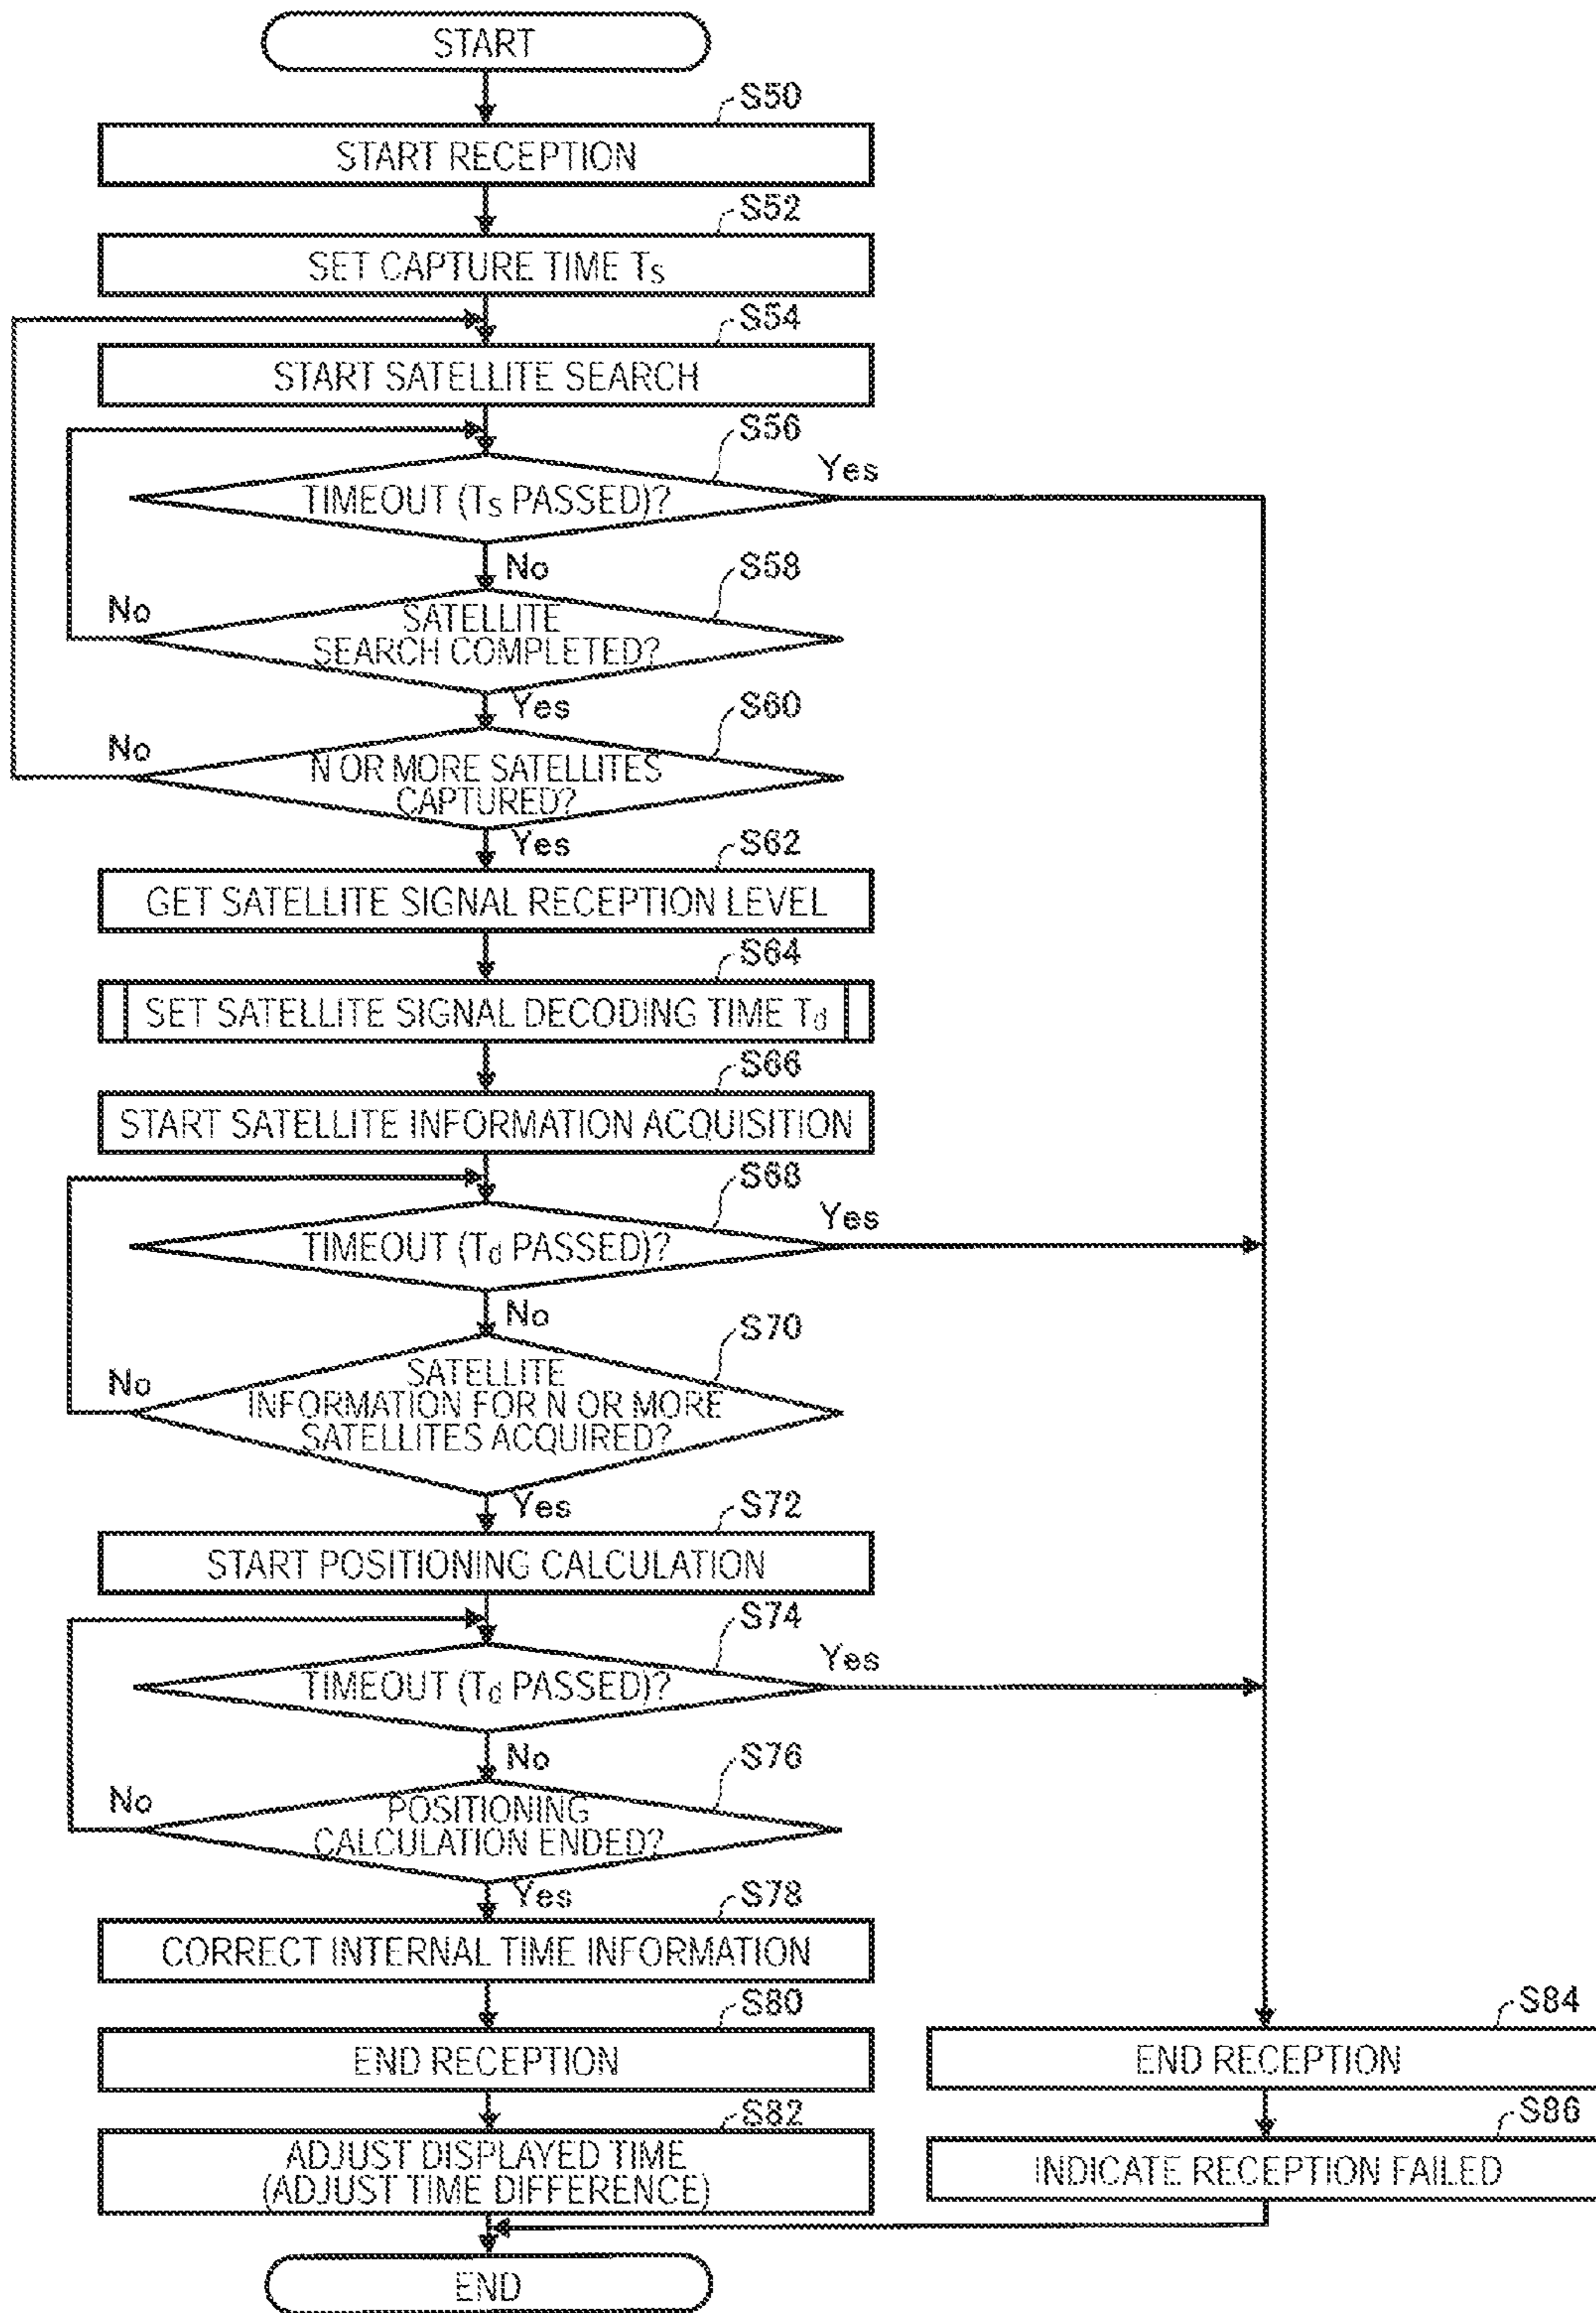 START
S50
START RECEPTION
S52
SET CAPTURE TIME Ts
S54
START SATELLITE SEARCH
S56
TIMEOUT (Ts PASSED)?
Yes
No
S58
SATELLITE
SEARCH COMPLETED?
No
Yes
S60
N OR MORE SATELLITES
CAPTURED?
No
Yes
S62
GET SATELLITE SIGNAL RECEPTION LEVEL
S64
SET SATELLITE SIGNAL DECODING TIME Td
S66
START SATELLITE INFORMATION ACQUISITION
S68
TIMEOUT (Td PASSED)?
Yes
No
S70
SATELLITE
INFORMATION FOR N OR MORE
SATELLITES ACQUIRED?
No
Yes
S72
START POSITIONING CALCULATION
S74
TIMEOUT (Td PASSED)?
Yes
No
S76
POSITIONING
CALCULATION ENDED?
No
Yes
S78
CORRECT INTERNAL TIME INFORMATION
S80
END RECEPTION
S82
ADJUST DISPLAYED TIME
(ADJUST TIME DIFFERENCE)
S84
END RECEPTION
S86
INDICATE RECEPTION FAILED
END